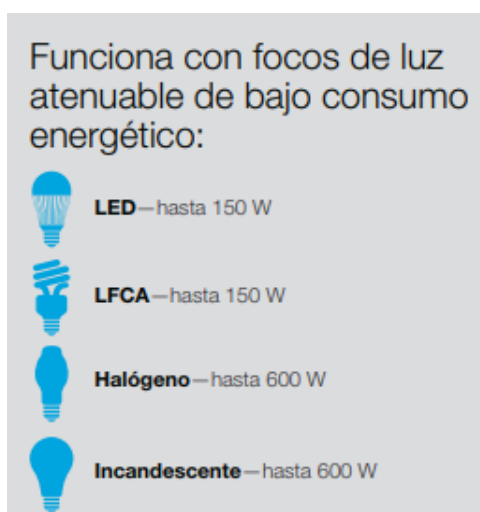 Funciona con focos de luz
atenuable de bajo consumo
energético:
LED—hasta 150 W
LFCA—hasta 150 W
Halógeno—hasta 600 W
Incandescente—hasta 600 W